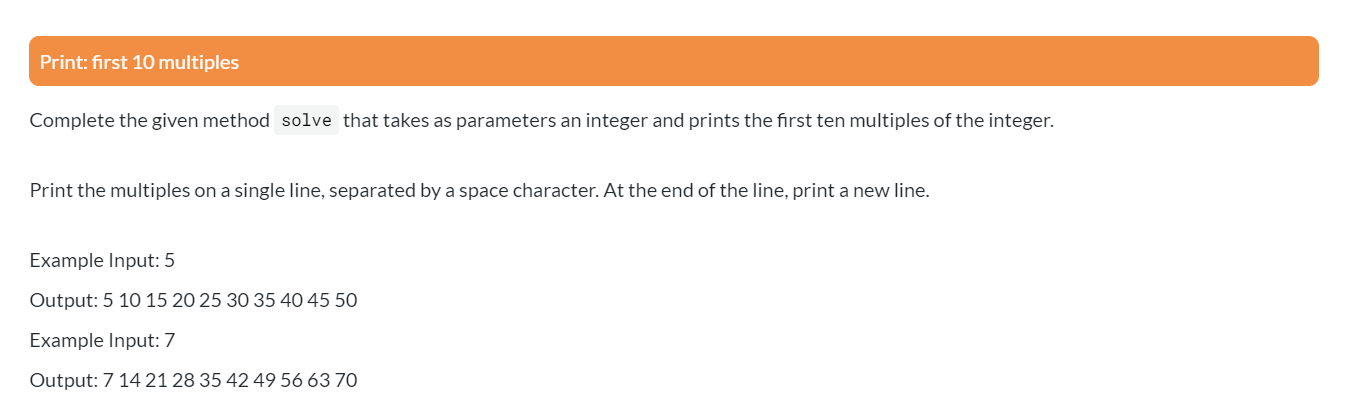 Print: first 10 multiples
Complete the given method solve that takes as parameters an integer and prints the first ten multiples of the integer.
Print the multiples on a single line, separated by a space character. At the end of the line, print a new line.
Example Input: 5
Output: 5 10 15 20 25 30 35 40 45 50
Example Input: 7
Output: 7 14 21 28 35 42 49 56 63 70